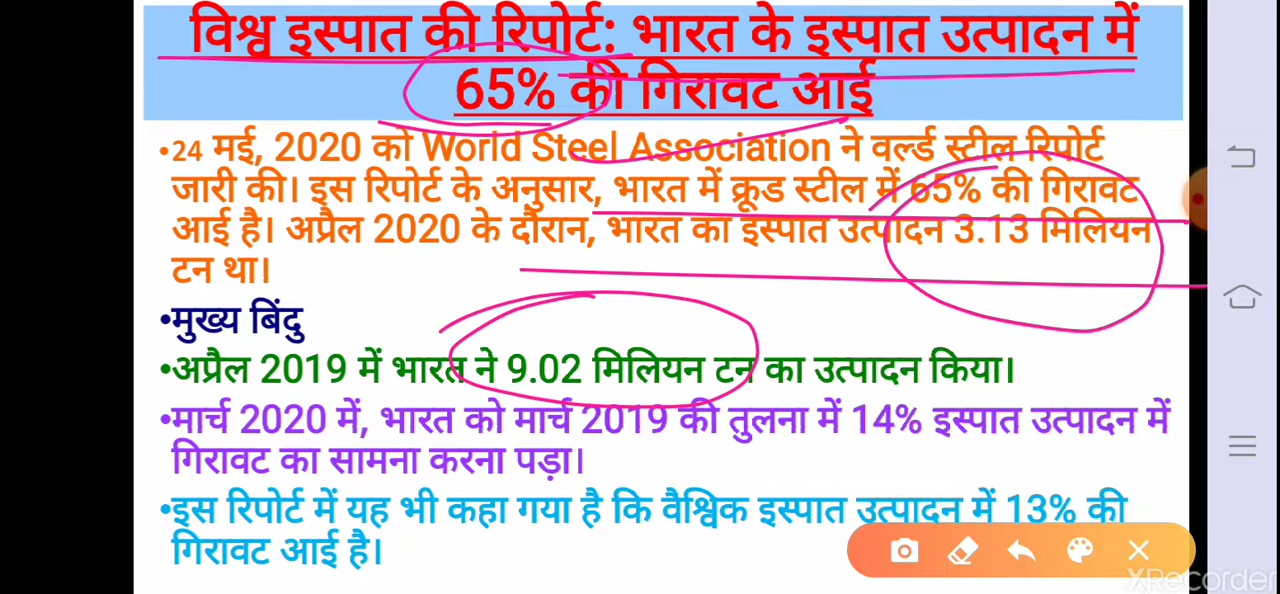 विश्व इस्पात की रिपोर्ट: भारत के इस्पात उत्पादन में
65% की गिरावट आई
•24 मई, 2020 को World Steel Association ने वर्ल्ड स्टील रिपोर्ट
जारी की। इस रिपोर्ट के अनुसार, भारत में क्रूड स्टील में 65% की गिरावट
आई है। अप्रैल 2020 के दौरान, भारत का इस्पात उत्पादन 3.13 मिलियन
टन था।
•मुख्य बिंदु
•अप्रैल 2019 में भारत ने 9.02 मिलियन टन का उत्पादन किया।
•मार्च 2020 में, भारत को मार्च 2019 की तुलना में 14% इस्पात उत्पादन में
गिरावट का सामना करना पड़ा।
•इस रिपोर्ट में यह भी कहा गया है कि वैश्विक इस्पात उत्पादन में 13% की
गिरावट आई है।
XRecorder